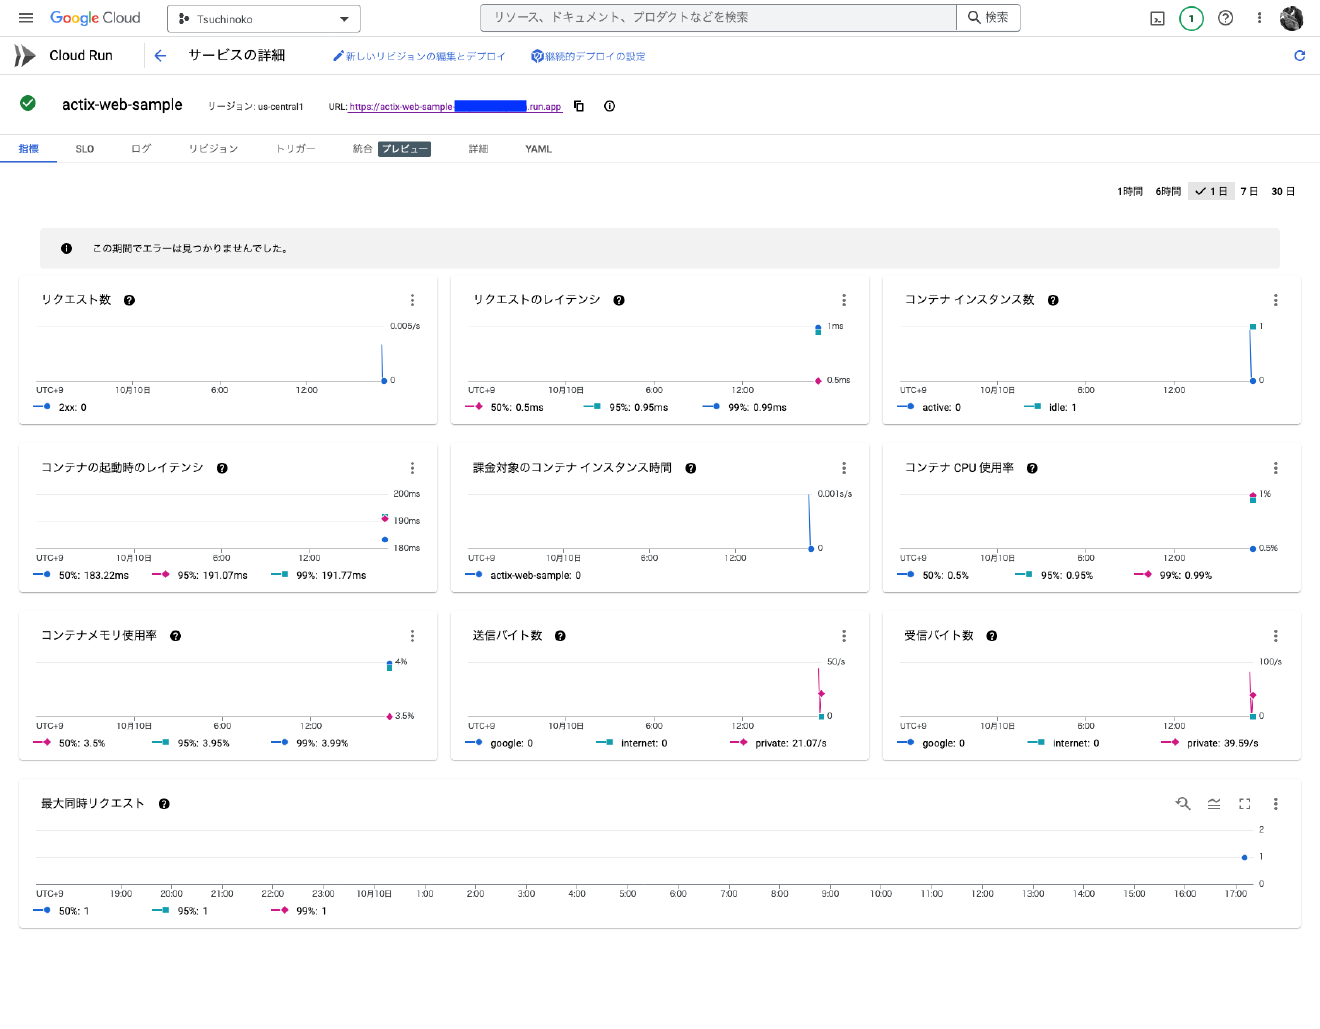 Google Cloud
Tsuchinoko
リソース、ドキュメント、プロダクトなどを検索
検索
1
Cloud Run
サービスの詳細
新しいリビジョンの編集とデプロイ
継続的デプロイの設定
actix-web-sample
リージョン: us-central1
URL: https://actix-web-sample-
.run.app
指標
SLO
ログ
リビジョン
トリガー
統合 プレビュー
詳細
YAML
1時間
6時間
1 日
7 日
30 日
この期間でエラーは見つかりませんでした。
リクエスト数
0.005/s
0
UTC+9 10月10日 6:00 12:00
2xx: 0
リクエストのレイテンシ
1ms
0.5ms
UTC+9 10月10日 6:00 12:00
50%: 0.5ms 95%: 0.95ms 99%: 0.99ms
コンテナ インスタンス数
1
0
UTC+9 10月10日 6:00 12:00
active: 0 idle: 1
コンテナの起動時のレイテンシ
200ms
190ms
180ms
UTC+9 10月10日 6:00 12:00
50%: 183.22ms 95%: 191.07ms 99%: 191.77ms
課金対象のコンテナ インスタンス時間
0.001s/s
0
UTC+9 10月10日 6:00 12:00
actix-web-sample: 0
コンテナ CPU 使用率
1%
0.5%
UTC+9 10月10日 6:00 12:00
50%: 0.5% 95%: 0.95% 99%: 0.99%
コンテナメモリ使用率
4%
3.5%
UTC+9 10月10日 6:00 12:00
50%: 3.5% 95%: 3.95% 99%: 3.99%
送信バイト数
50/s
0
UTC+9 10月10日 6:00 12:00
google: 0 internet: 0 private: 21.07/s
受信バイト数
100/s
0
UTC+9 10月10日 6:00 12:00
google: 0 internet: 0 private: 39.59/s
最大同時リクエスト
2
1
0
UTC+9 19:00 20:00 21:00 22:00 23:00 10月10日 1:00 2:00 3:00 4:00 5:00 6:00 7:00 8:00 9:00 10:00 11:00 12:00 13:00 14:00 15:00 16:00 17:00
50%: 1 95%: 1 99%: 1